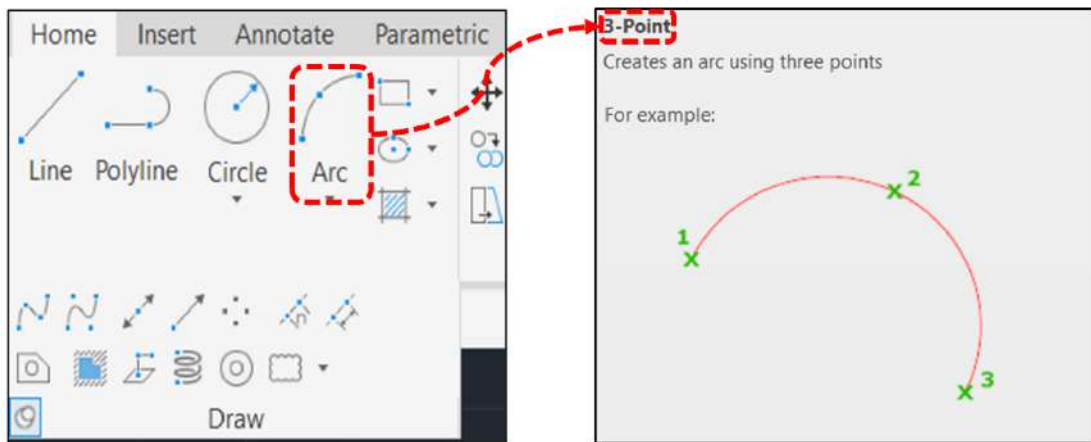 Home Insert Annotate Parametric
Line Polyline Circle Arc
Draw
3-Point
Creates an arc using three points
For example:
1
2
3